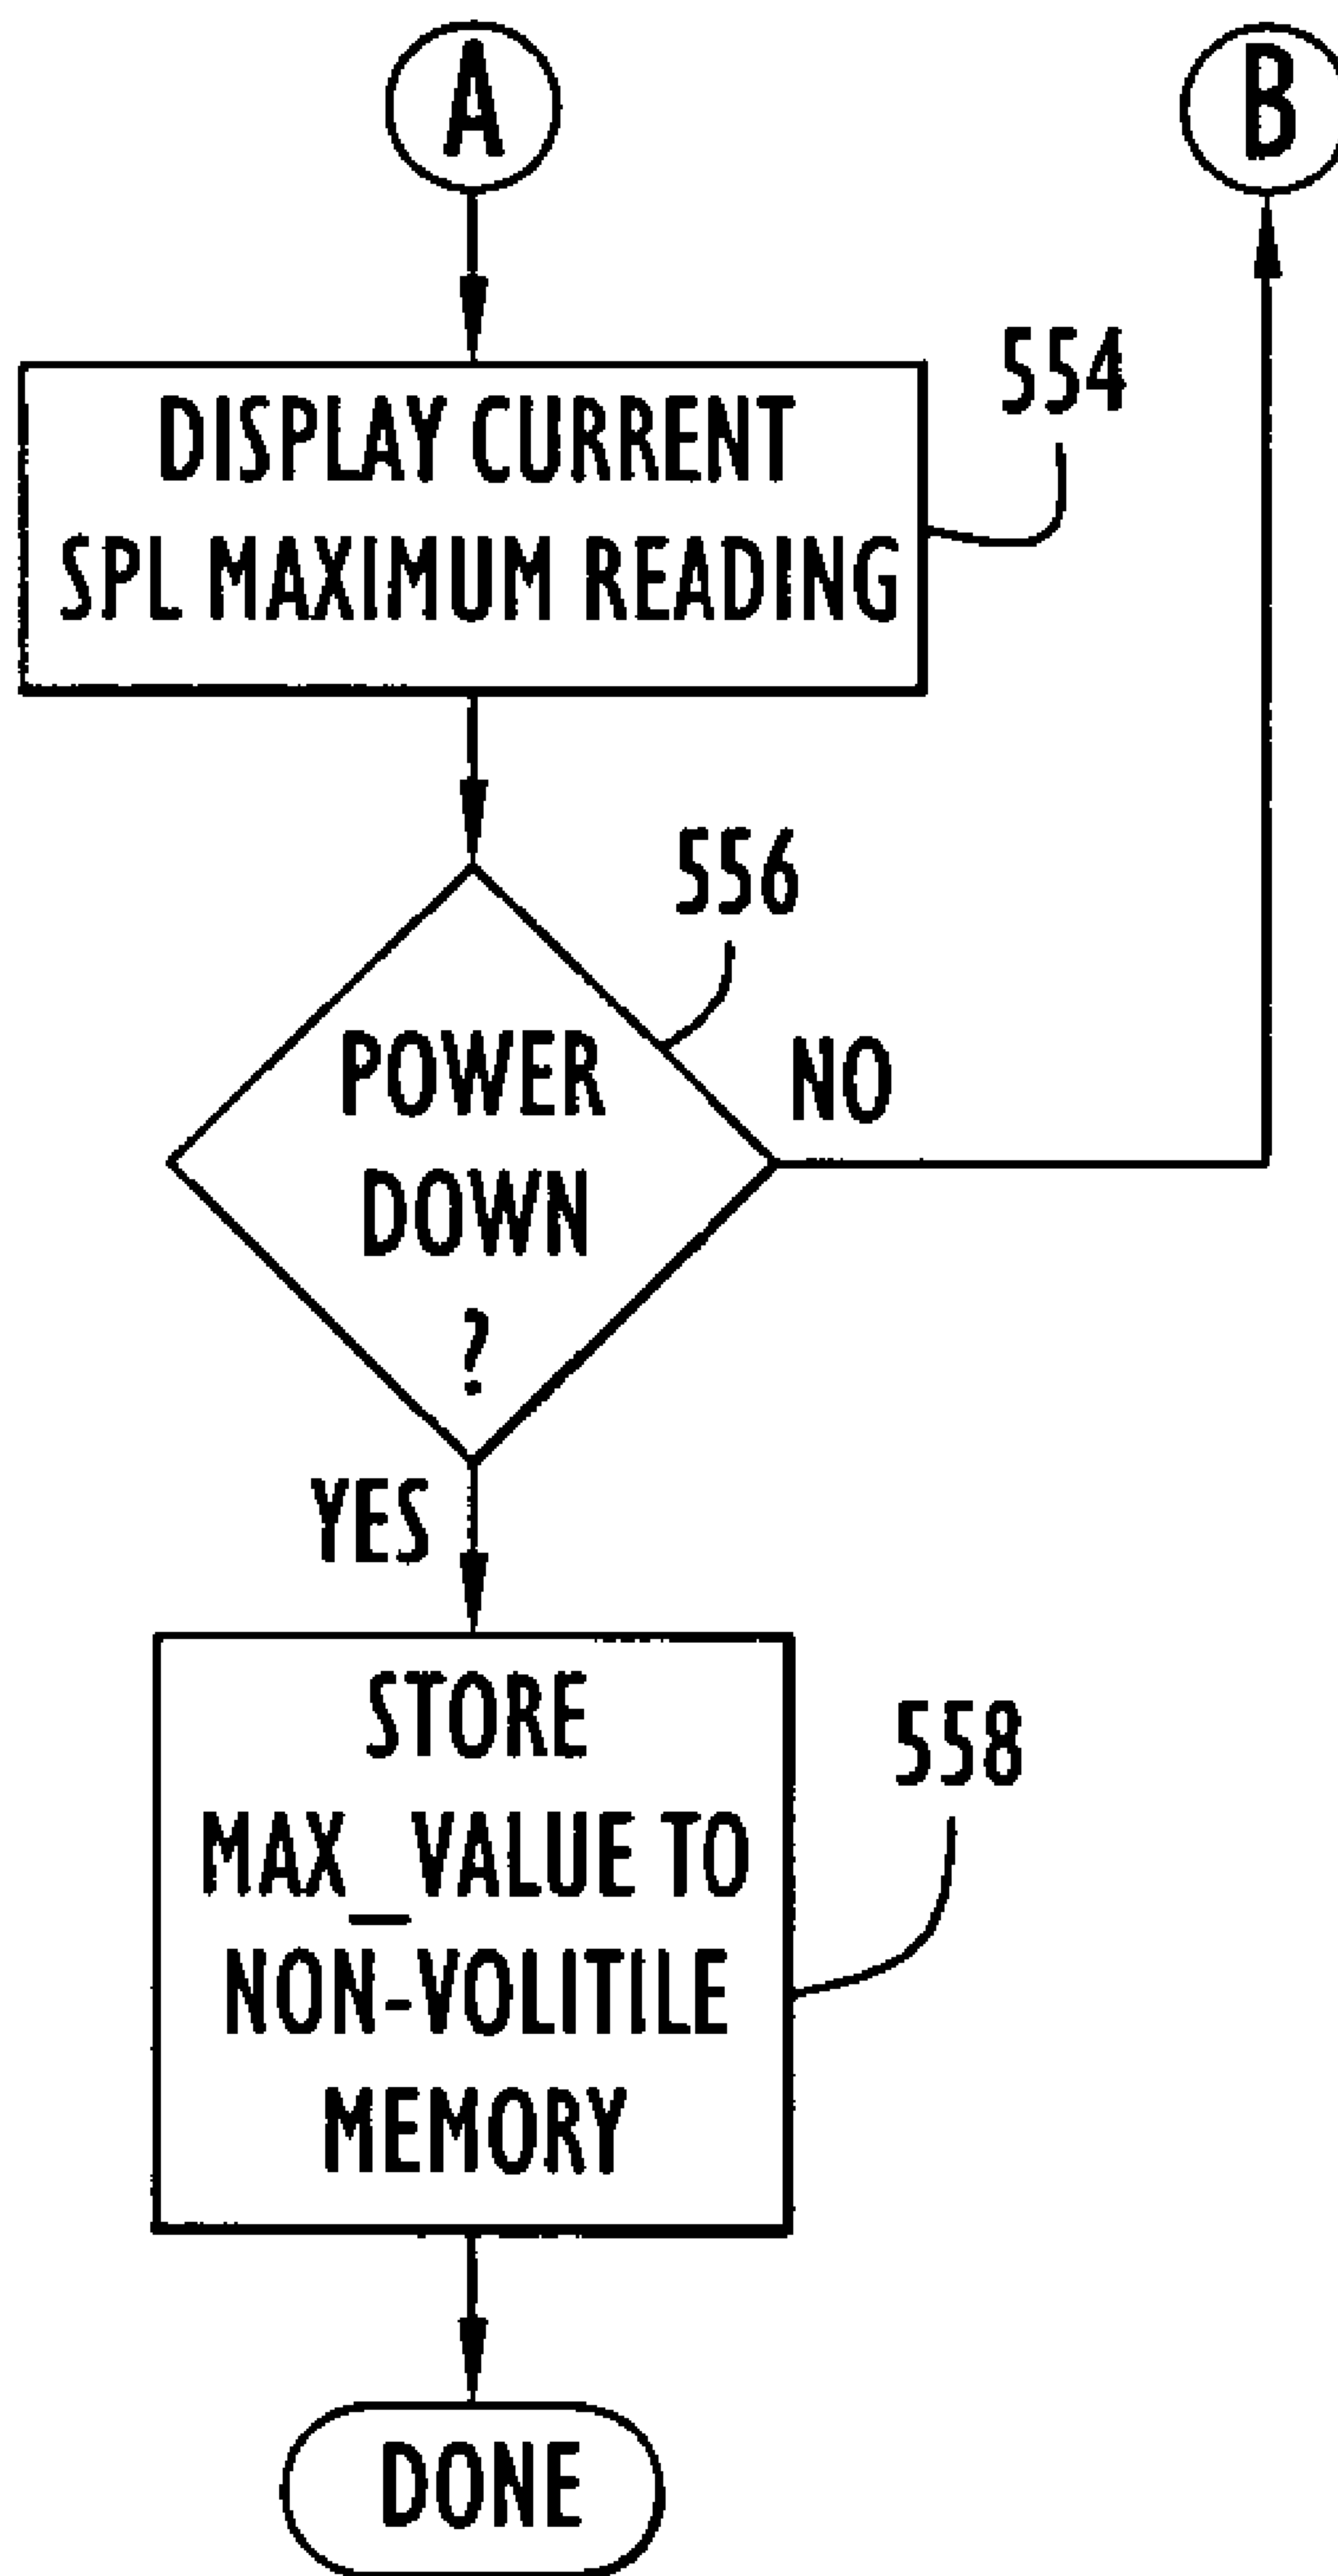 A
B
DISPLAY CURRENT
SPL MAXIMUM READING
554
556
POWER
DOWN
?
NO
YES
STORE
MAX_VALUE TO
NON-VOLITILE
MEMORY
558
DONE